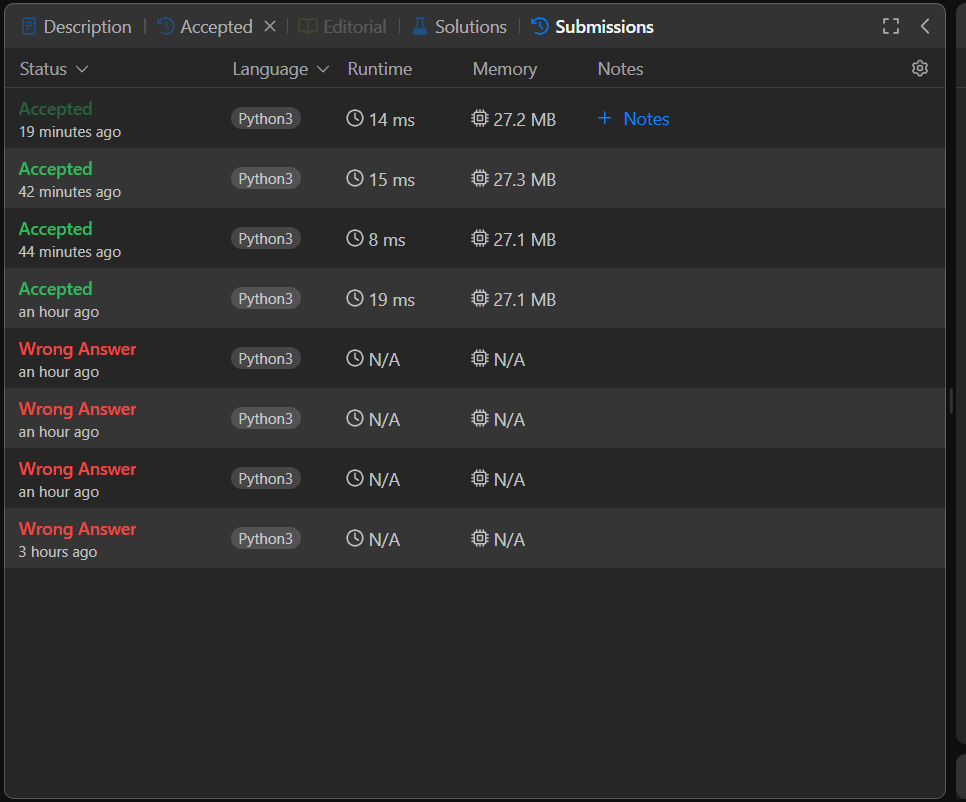 Description | Accepted × | Editorial | Solutions | Submissions
Status Language Runtime Memory Notes
Accepted
19 minutes ago
Python3 14 ms 27.2 MB + Notes
Accepted
42 minutes ago
Python3 15 ms 27.3 MB
Accepted
44 minutes ago
Python3 8 ms 27.1 MB
Accepted
an hour ago
Python3 19 ms 27.1 MB
Wrong Answer
an hour ago
Python3 N/A N/A
Wrong Answer
an hour ago
Python3 N/A N/A
Wrong Answer
an hour ago
Python3 N/A N/A
Wrong Answer
3 hours ago
Python3 N/A N/A